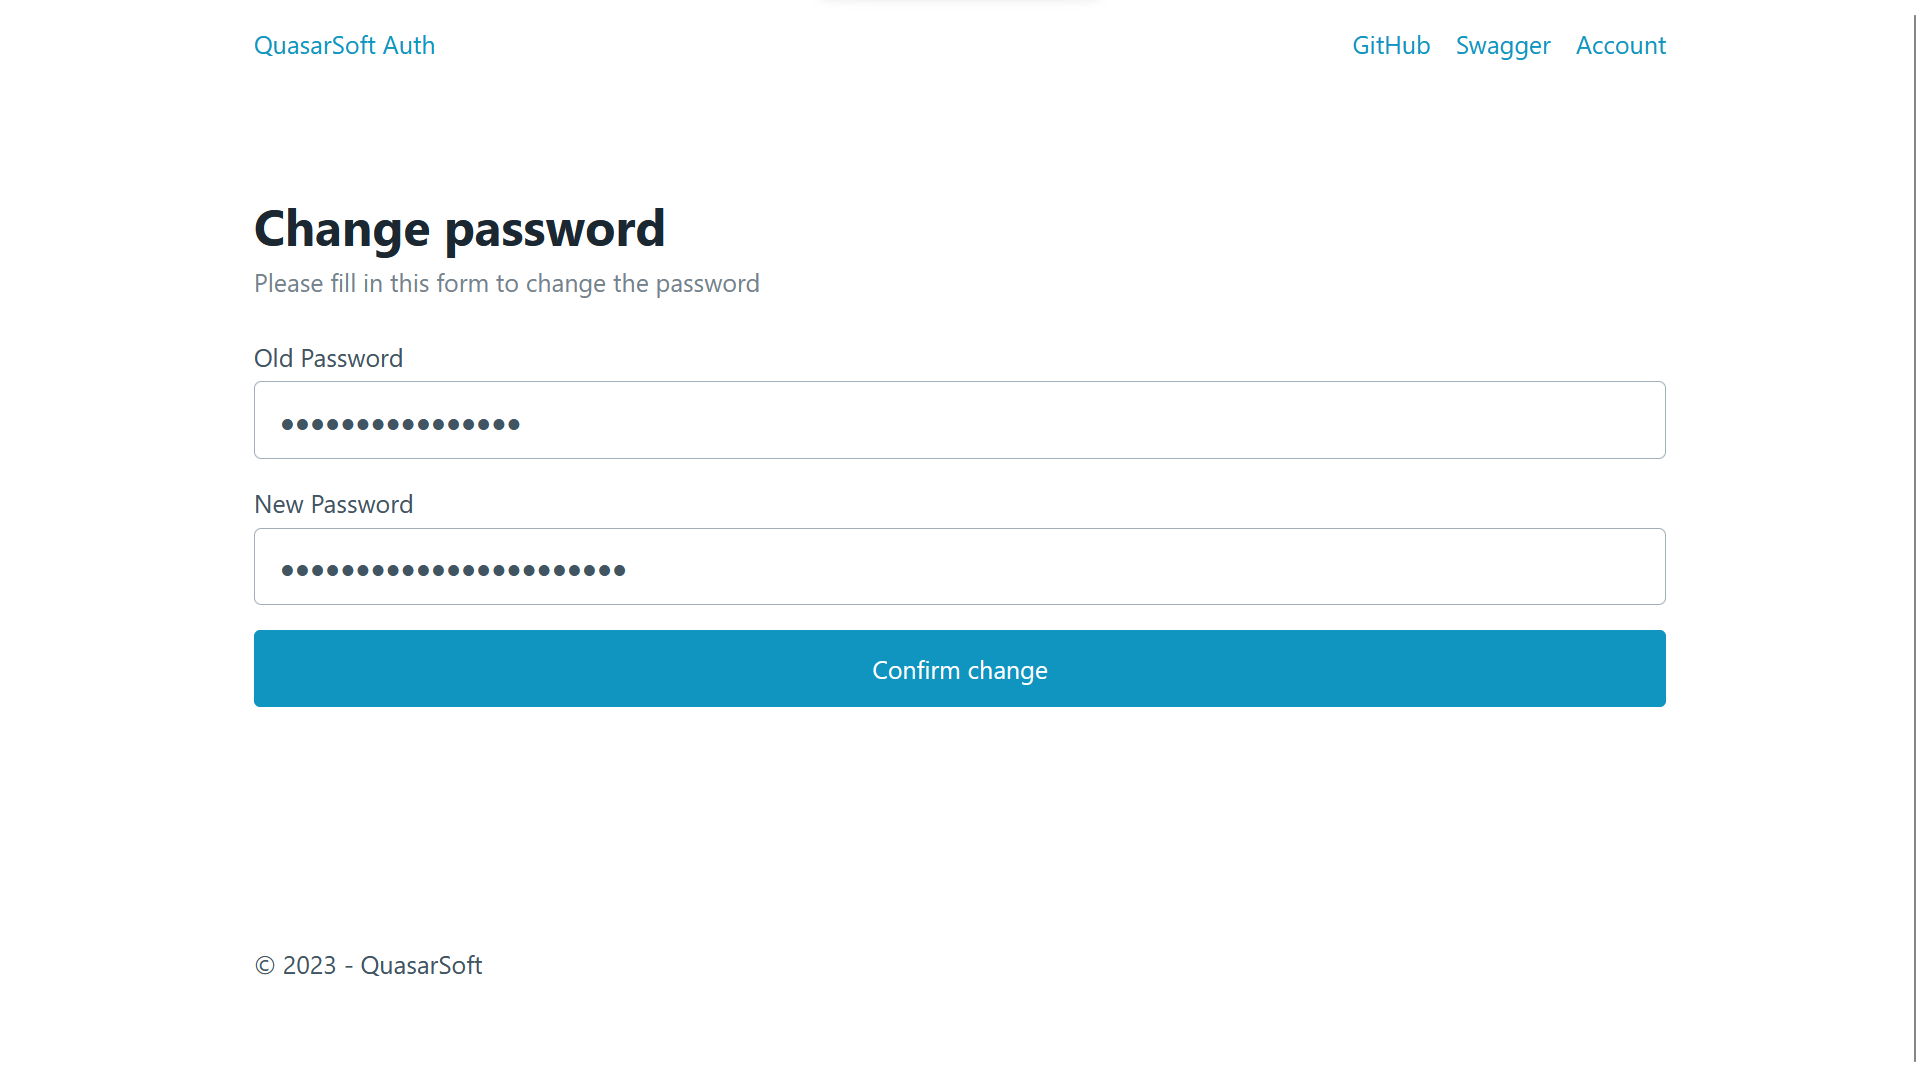 QuasarSoft Auth GitHub Swagger Account
Change password
Please fill in this form to change the password
Old Password
••••••••••••••••
New Password
•••••••••••••••••••••••
Confirm change
© 2023 - QuasarSoft